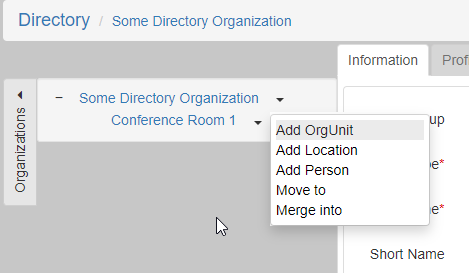 Directory / Some Directory Organization
Information Prof
Organizations
− Some Directory Organization
Conference Room 1
Add OrgUnit
Add Location
Add Person
Move to
Merge into
up
e*
e*
Short Name